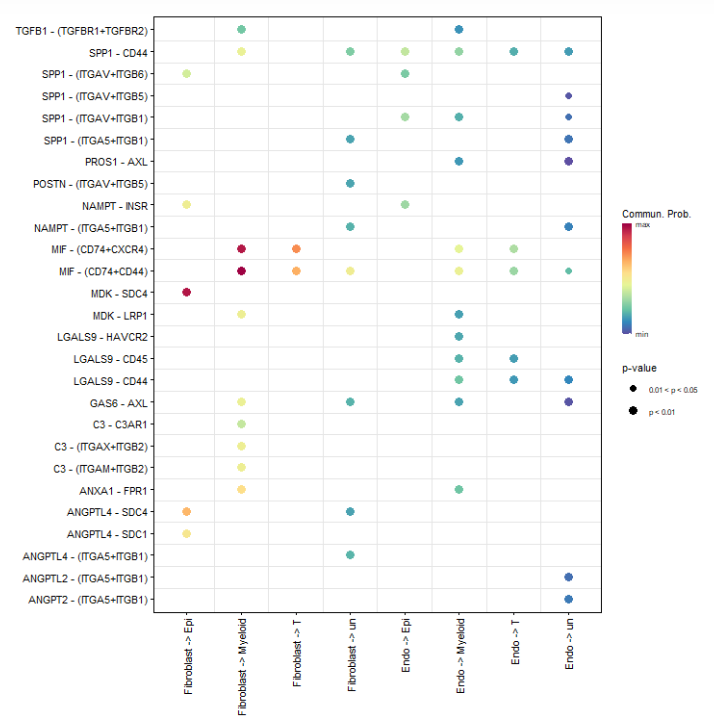 TGFB1 - (TGFBR1+TGFBR2)
SPP1 - CD44
SPP1 - (ITGAV+ITGB6)
SPP1 - (ITGAV+ITGB5)
SPP1 - (ITGAV+ITGB1)
SPP1 - (ITGA5+ITGB1)
PROS1 - AXL
POSTN - (ITGAV+ITGB5)
NAMPT - INSR
NAMPT - (ITGA5+ITGB1)
MIF - (CD74+CXCR4)
MIF - (CD74+CD44)
MDK - SDC4
MDK - LRP1
LGALS9 - HAVCR2
LGALS9 - CD45
LGALS9 - CD44
GAS6 - AXL
C3 - C3AR1
C3 - (ITGAX+ITGB2)
C3 - (ITGAM+ITGB2)
ANXA1 - FPR1
ANGPTL4 - SDC4
ANGPTL4 - SDC1
ANGPTL4 - (ITGA5+ITGB1)
ANGPTL2 - (ITGA5+ITGB1)
ANGPT2 - (ITGA5+ITGB1)
Fibroblast -> Epi
Fibroblast -> Myeloid
Fibroblast -> T
Fibroblast -> un
Endo -> Epi
Endo -> Myeloid
Endo -> T
Endo -> un
Commun. Prob.
max
min
p-value
0.01 < p < 0.05
p < 0.01